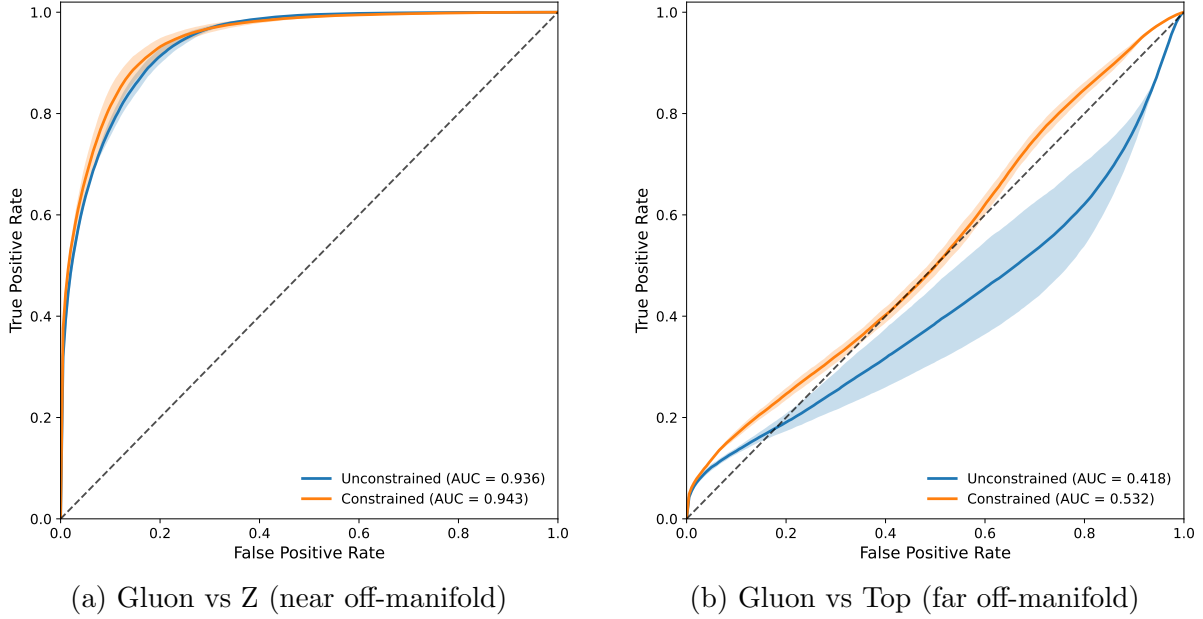 1.0
0.8
0.6
0.4
0.2
0.0
True Positive Rate
0.0 0.2 0.4 0.6 0.8 1.0
False Positive Rate
Unconstrained (AUC = 0.936)
Constrained (AUC = 0.943)
(a) Gluon vs Z (near off-manifold)
1.0
0.8
0.6
0.4
0.2
0.0
True Positive Rate
0.0 0.2 0.4 0.6 0.8 1.0
False Positive Rate
Unconstrained (AUC = 0.418)
Constrained (AUC = 0.532)
(b) Gluon vs Top (far off-manifold)